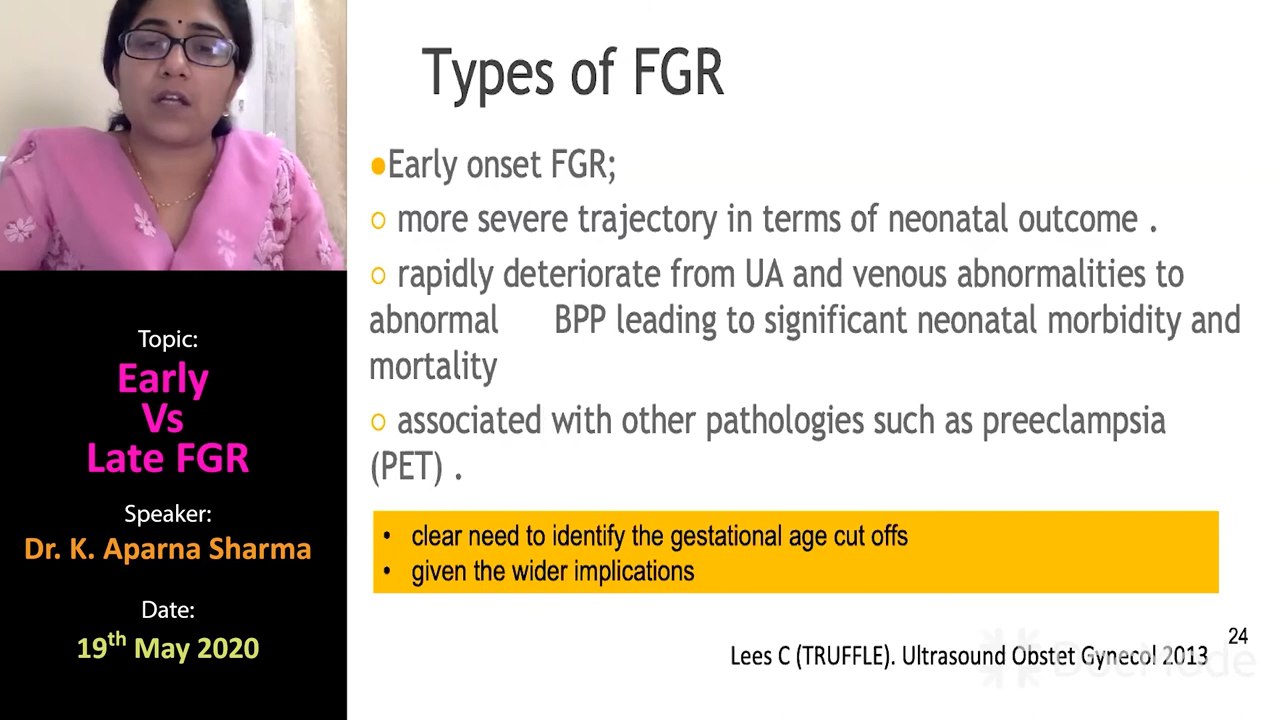 Types of FGR
●Early onset FGR;
○ more severe trajectory in terms of neonatal outcome .
○ rapidly deteriorate from UA and venous abnormalities to
abnormal BPP leading to significant neonatal morbidity and
mortality
○ associated with other pathologies such as preeclampsia
(PET) .
• clear need to identify the gestational age cut offs
• given the wider implications
24
Lees C (TRUFFLE). Ultrasound Obstet Gynecol 2013
DocMode
Topic:
Early
Vs
Late FGR
Speaker:
Dr. K. Aparna Sharma
Date:
19th May 2020